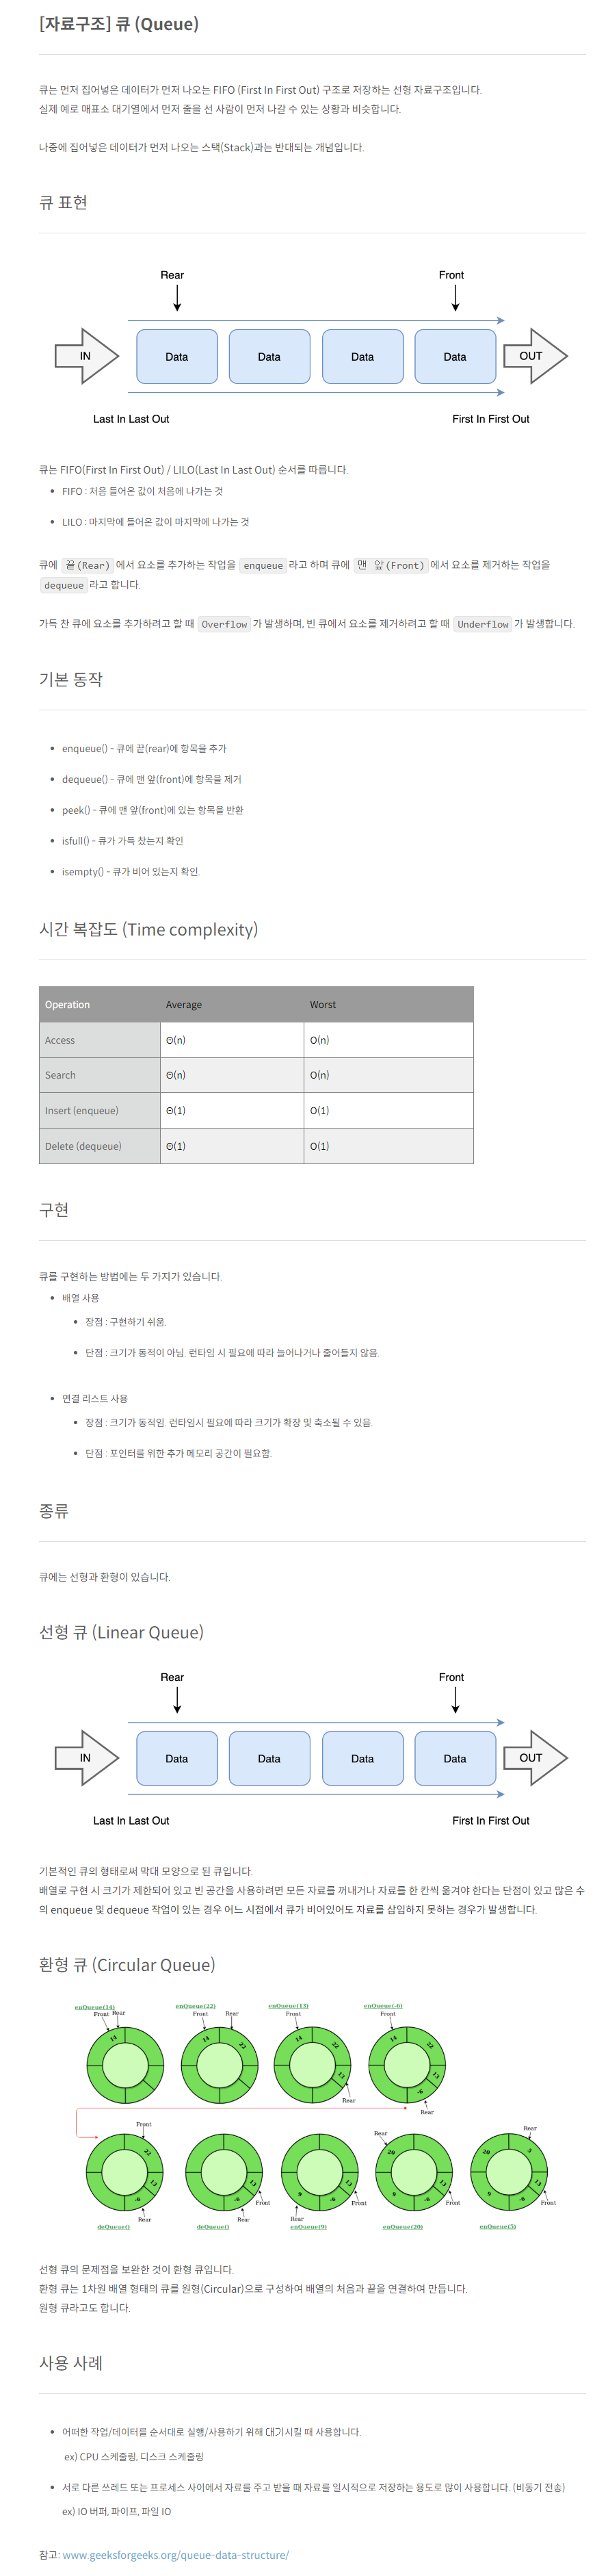 [자료구조] 큐 (Queue)
큐는 먼저 집어넣은 데이터가 먼저 나오는 FIFO (First In First Out) 구조로 저장하는 선형 자료구조입니다.
실제 예로 매표소 대기열에서 먼저 줄을 선 사람이 먼저 나갈 수 있는 상황과 비슷합니다.
나중에 집어넣은 데이터가 먼저 나오는 스택(Stack)과는 반대되는 개념입니다.
큐 표현
Rear Front
IN Data Data Data Data OUT
Last In Last Out First In First Out
큐는 FIFO(First In First Out) / LILO(Last In Last Out) 순서를 따릅니다.
• FIFO : 처음 들어온 값이 처음에 나가는 것
• LILO : 마지막에 들어온 값이 마지막에 나가는 것
큐에 끝(Rear) 에서 요소를 추가하는 작업을 enqueue 라고 하며 큐에 맨 앞(Front) 에서 요소를 제거하는 작업을
dequeue 라고 합니다.
가득 찬 큐에 요소를 추가하려고 할 때 Overflow 가 발생하며, 빈 큐에서 요소를 제거하려고 할 때 Underflow 가 발생합니다.
기본 동작
• enqueue() - 큐에 끝(rear)에 항목을 추가
• dequeue() - 큐에 맨 앞(front)에 항목을 제거
• peek() - 큐에 맨 앞(front)에 있는 항목을 반환
• isfull() - 큐가 가득 찼는지 확인
• isempty() - 큐가 비어 있는지 확인.
시간 복잡도 (Time complexity)
Operation Average Worst
Access Θ(n) O(n)
Search Θ(n) O(n)
Insert (enqueue) Θ(1) O(1)
Delete (dequeue) Θ(1) O(1)
구현
큐를 구현하는 방법에는 두 가지가 있습니다.
• 배열 사용
• 장점 : 구현하기 쉬움.
• 단점 : 크기가 동적이 아님. 런타임 시 필요에 따라 늘어나거나 줄어들지 않음.
• 연결 리스트 사용
• 장점 : 크기가 동적임. 런타임시 필요에 따라 크기가 확장 및 축소될 수 있음.
• 단점 : 포인터를 위한 추가 메모리 공간이 필요함.
종류
큐에는 선형과 환형이 있습니다.
선형 큐 (Linear Queue)
Rear Front
IN Data Data Data Data OUT
Last In Last Out First In First Out
기본적인 큐의 형태로써 막대 모양으로 된 큐입니다.
배열로 구현 시 크기가 제한되어 있고 빈 공간을 사용하려면 모든 자료를 꺼내거나 자료를 한 칸씩 옮겨야 한다는 단점이 있고 많은 수
의 enqueue 및 dequeue 작업이 있는 경우 어느 시점에서 큐가 비어있어도 자료를 삽입하지 못하는 경우가 발생합니다.
환형 큐 (Circular Queue)
enQueue(14) enQueue(22) enQueue(13) enQueue(-6)
Front Rear Front Rear Front Front
14 14 22 14 22 13 14 22 13 -6
Rear Rear
Front Rear Rear
22 13 -6 13 -6 9 13 -6 20 9 13 -6 20 5 9 13 -6
Front Front Front Front
Rear Rear Rear
deQueue() deQueue() enQueue(9) enQueue(20) enQueue(5)
선형 큐의 문제점을 보완한 것이 환형 큐입니다.
환형 큐는 1차원 배열 형태의 큐를 원형(Circular)으로 구성하여 배열의 처음과 끝을 연결하여 만듭니다.
원형 큐라고도 합니다.
사용 사례
• 어떠한 작업/데이터를 순서대로 실행/사용하기 위해 대기시킬 때 사용합니다.
ex) CPU 스케줄링, 디스크 스케줄링
• 서로 다른 쓰레드 또는 프로세스 사이에서 자료를 주고 받을 때 자료를 일시적으로 저장하는 용도로 많이 사용합니다. (비동기 전송)
ex) IO 버퍼, 파이프, 파일 IO
참고: www.geeksforgeeks.org/queue-data-structure/